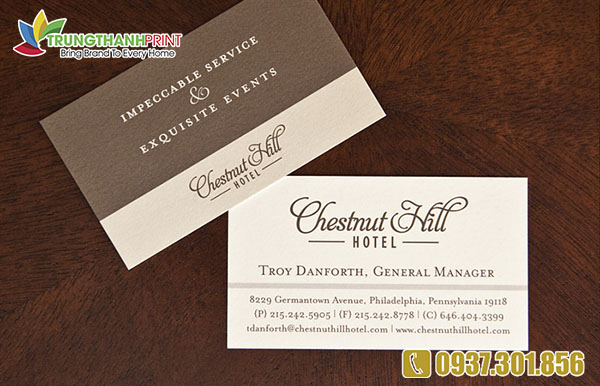 TRUNGTHANHPRINT
Bring Brand To Every Home
IMPECCABLE SERVICE
&
EXQUISITE EVENTS
Chestnut Hill
HOTEL
Chestnut Hill
HOTEL
TROY DANFORTH, GENERAL MANAGER
8229 Germantown Avenue, Philadelphia, Pennsylvania 19118
(P) 215.242.5905 | (F) 215.242.8778 | (C) 646.404.3399
tdanforth@chestnuthillhotel.com | www.chestnuthillhotel.com
0937.301.856